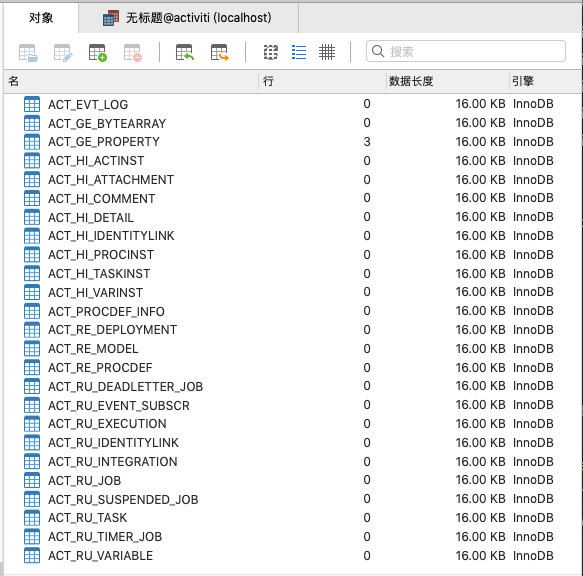 对象 无标题@activiti (localhost)
搜索
名 行 数据长度 引擎
ACT_EVT_LOG 0 16.00 KB InnoDB
ACT_GE_BYTEARRAY 0 16.00 KB InnoDB
ACT_GE_PROPERTY 3 16.00 KB InnoDB
ACT_HI_ACTINST 0 16.00 KB InnoDB
ACT_HI_ATTACHMENT 0 16.00 KB InnoDB
ACT_HI_COMMENT 0 16.00 KB InnoDB
ACT_HI_DETAIL 0 16.00 KB InnoDB
ACT_HI_IDENTITYLINK 0 16.00 KB InnoDB
ACT_HI_PROCINST 0 16.00 KB InnoDB
ACT_HI_TASKINST 0 16.00 KB InnoDB
ACT_HI_VARINST 0 16.00 KB InnoDB
ACT_PROCDEF_INFO 0 16.00 KB InnoDB
ACT_RE_DEPLOYMENT 0 16.00 KB InnoDB
ACT_RE_MODEL 0 16.00 KB InnoDB
ACT_RE_PROCDEF 0 16.00 KB InnoDB
ACT_RU_DEADLETTER_JOB 0 16.00 KB InnoDB
ACT_RU_EVENT_SUBSCR 0 16.00 KB InnoDB
ACT_RU_EXECUTION 0 16.00 KB InnoDB
ACT_RU_IDENTITYLINK 0 16.00 KB InnoDB
ACT_RU_INTEGRATION 0 16.00 KB InnoDB
ACT_RU_JOB 0 16.00 KB InnoDB
ACT_RU_SUSPENDED_JOB 0 16.00 KB InnoDB
ACT_RU_TASK 0 16.00 KB InnoDB
ACT_RU_TIMER_JOB 0 16.00 KB InnoDB
ACT_RU_VARIABLE 0 16.00 KB InnoDB